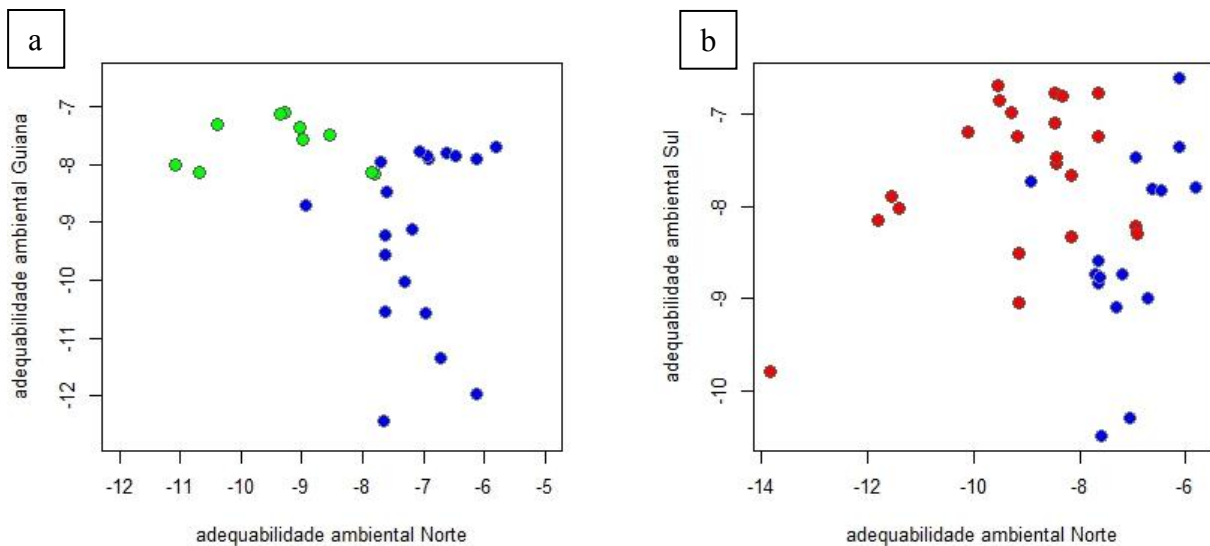 a
adequabilidade ambiental Guiana
-7
-8
-9
-10
-11
-12
-12 -11 -10 -9 -8 -7 -6 -5
adequabilidade ambiental Norte
b
adequabilidade ambiental Sul
-7
-8
-9
-10
-14 -12 -10 -8 -6
adequabilidade ambiental Norte